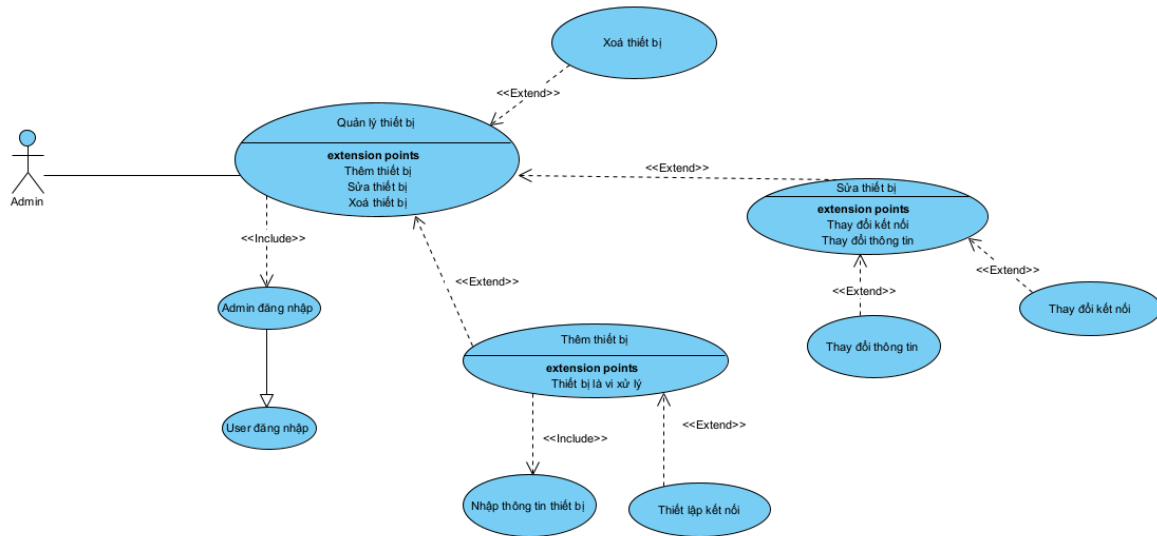 Xoá thiết bị
<<Extend>>
Quản lý thiết bị
extension points
Thêm thiết bị
Sửa thiết bị
Xoá thiết bị
Admin
<<Extend>>
Sửa thiết bị
extension points
Thay đổi kết nối
Thay đổi thông tin
<<Include>>
<<Extend>>
<<Extend>>
<<Extend>>
Admin đăng nhập
Thay đổi kết nối
Thay đổi thông tin
Thêm thiết bị
extension points
Thiết bị là vi xử lý
User đăng nhập
<<Include>>
<<Extend>>
Nhập thông tin thiết bị
Thiết lập kết nối